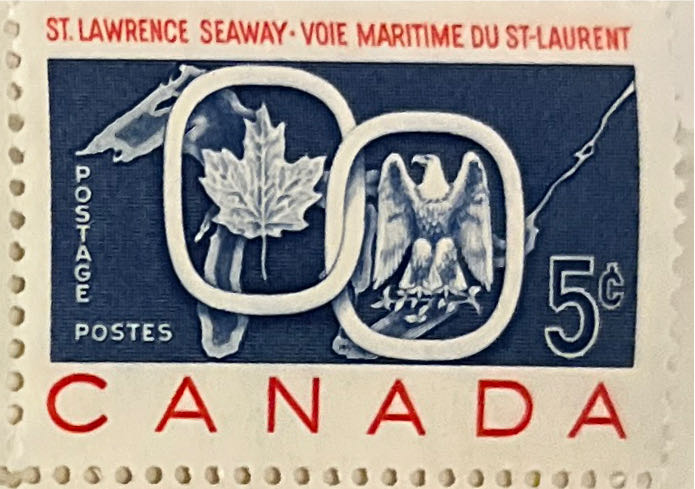 ST. LAWRENCE SEAWAY · VOIE MARITIME DU ST-LAURENT
POSTAGE
POSTES
5¢
CANADA